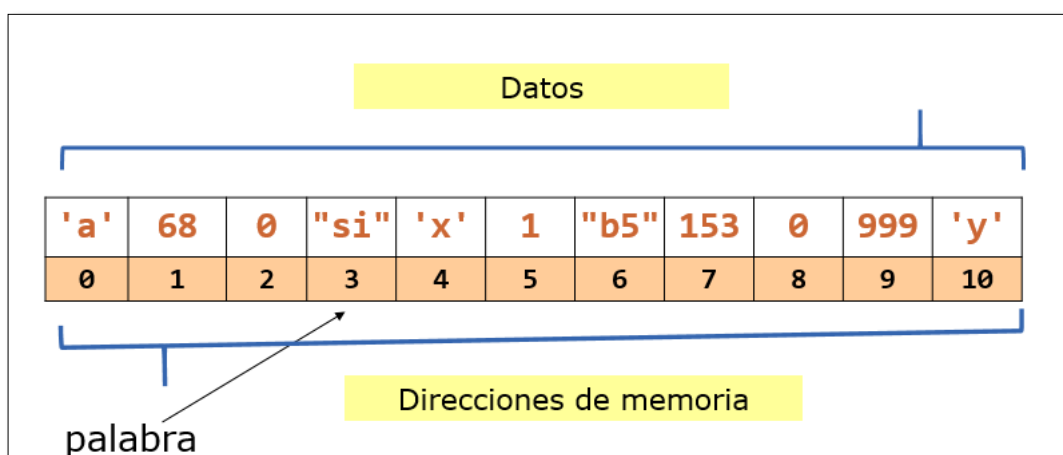 Datos
'a' 68 0 "si" 'x' 1 "b5" 153 0 999 'y'
0 1 2 3 4 5 6 7 8 9 10
Direcciones de memoria
palabra